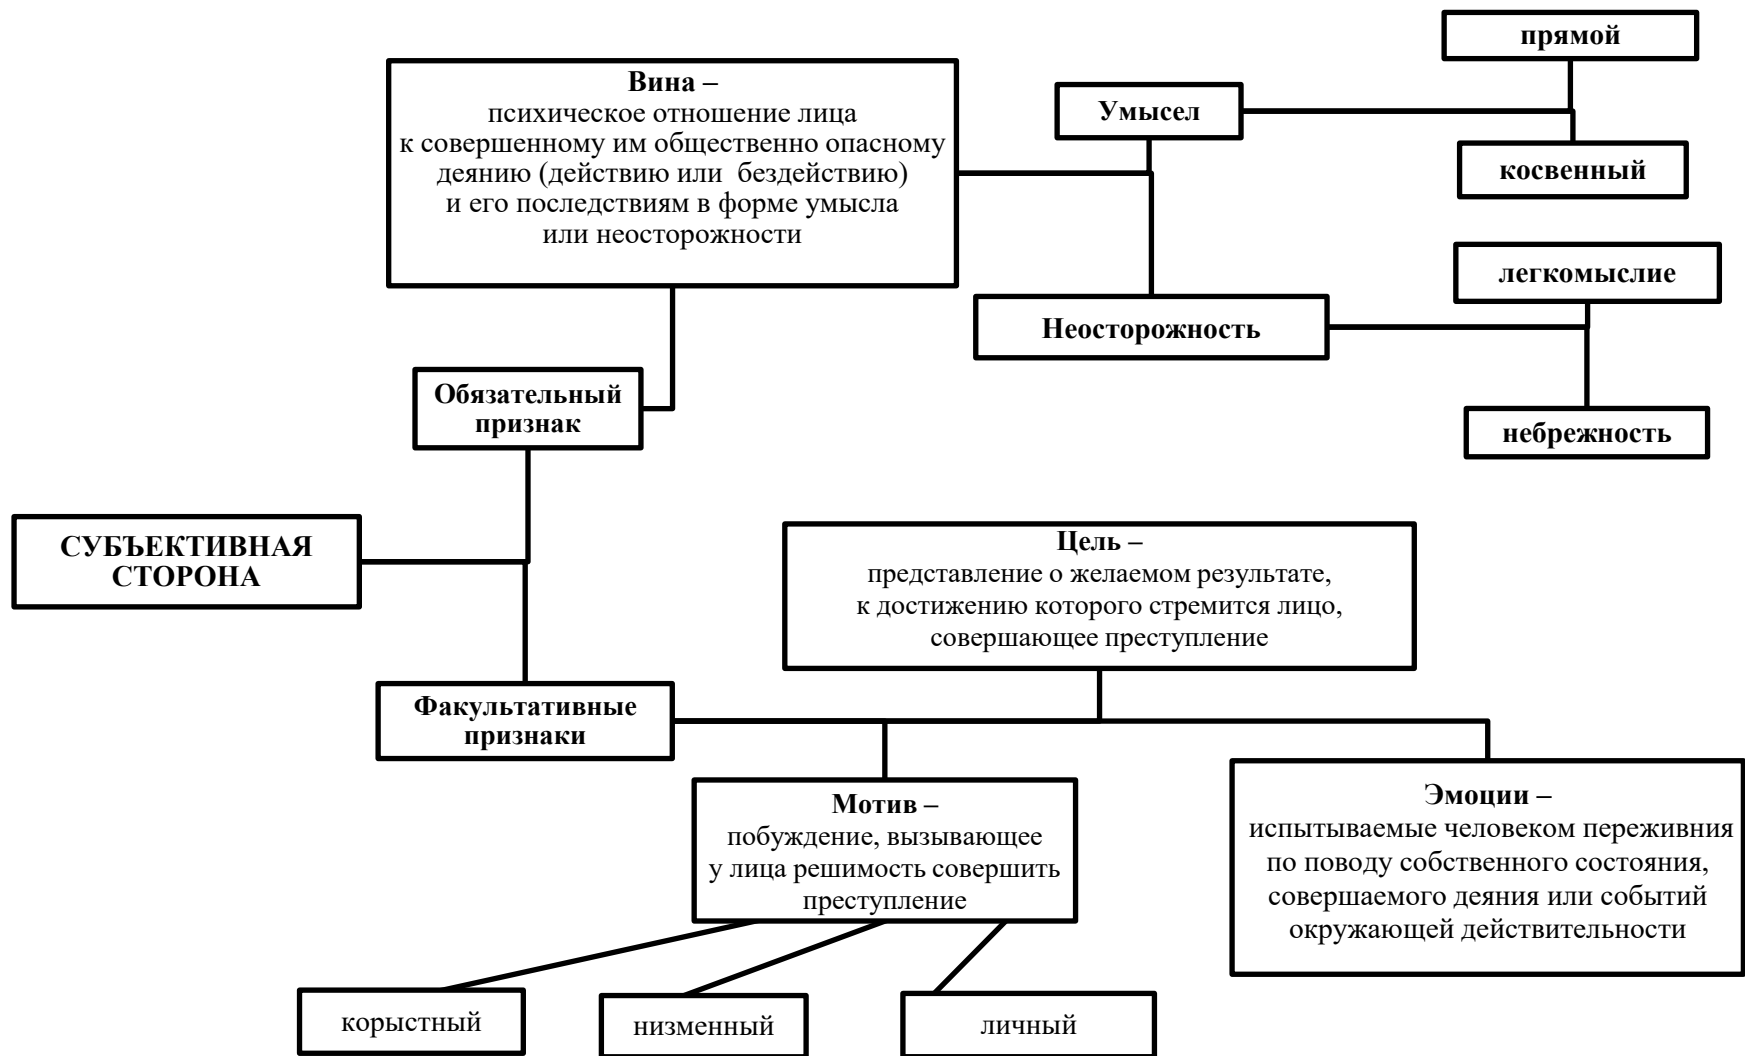 прямой
Вина –
психическое отношение лица
к совершенному им общественно опасному
деянию (действию или бездействию)
и его последствиям в форме умысла
или неосторожности
Умысел
косвенный
легкомыслие
Неосторожность
небрежность
Обязательный
признак
СУБЪЕКТИВНАЯ
СТОРОНА
Цель –
представление о желаемом результате,
к достижению которого стремится лицо,
совершающее преступление
Факультативные
признаки
Мотив –
побуждение, вызывающее
у лица решимость совершить
преступление
Эмоции –
испытываемые человеком переживния
по поводу собственного состояния,
совершаемого деяния или событий
окружающей действительности
корыстный
низменный
личный